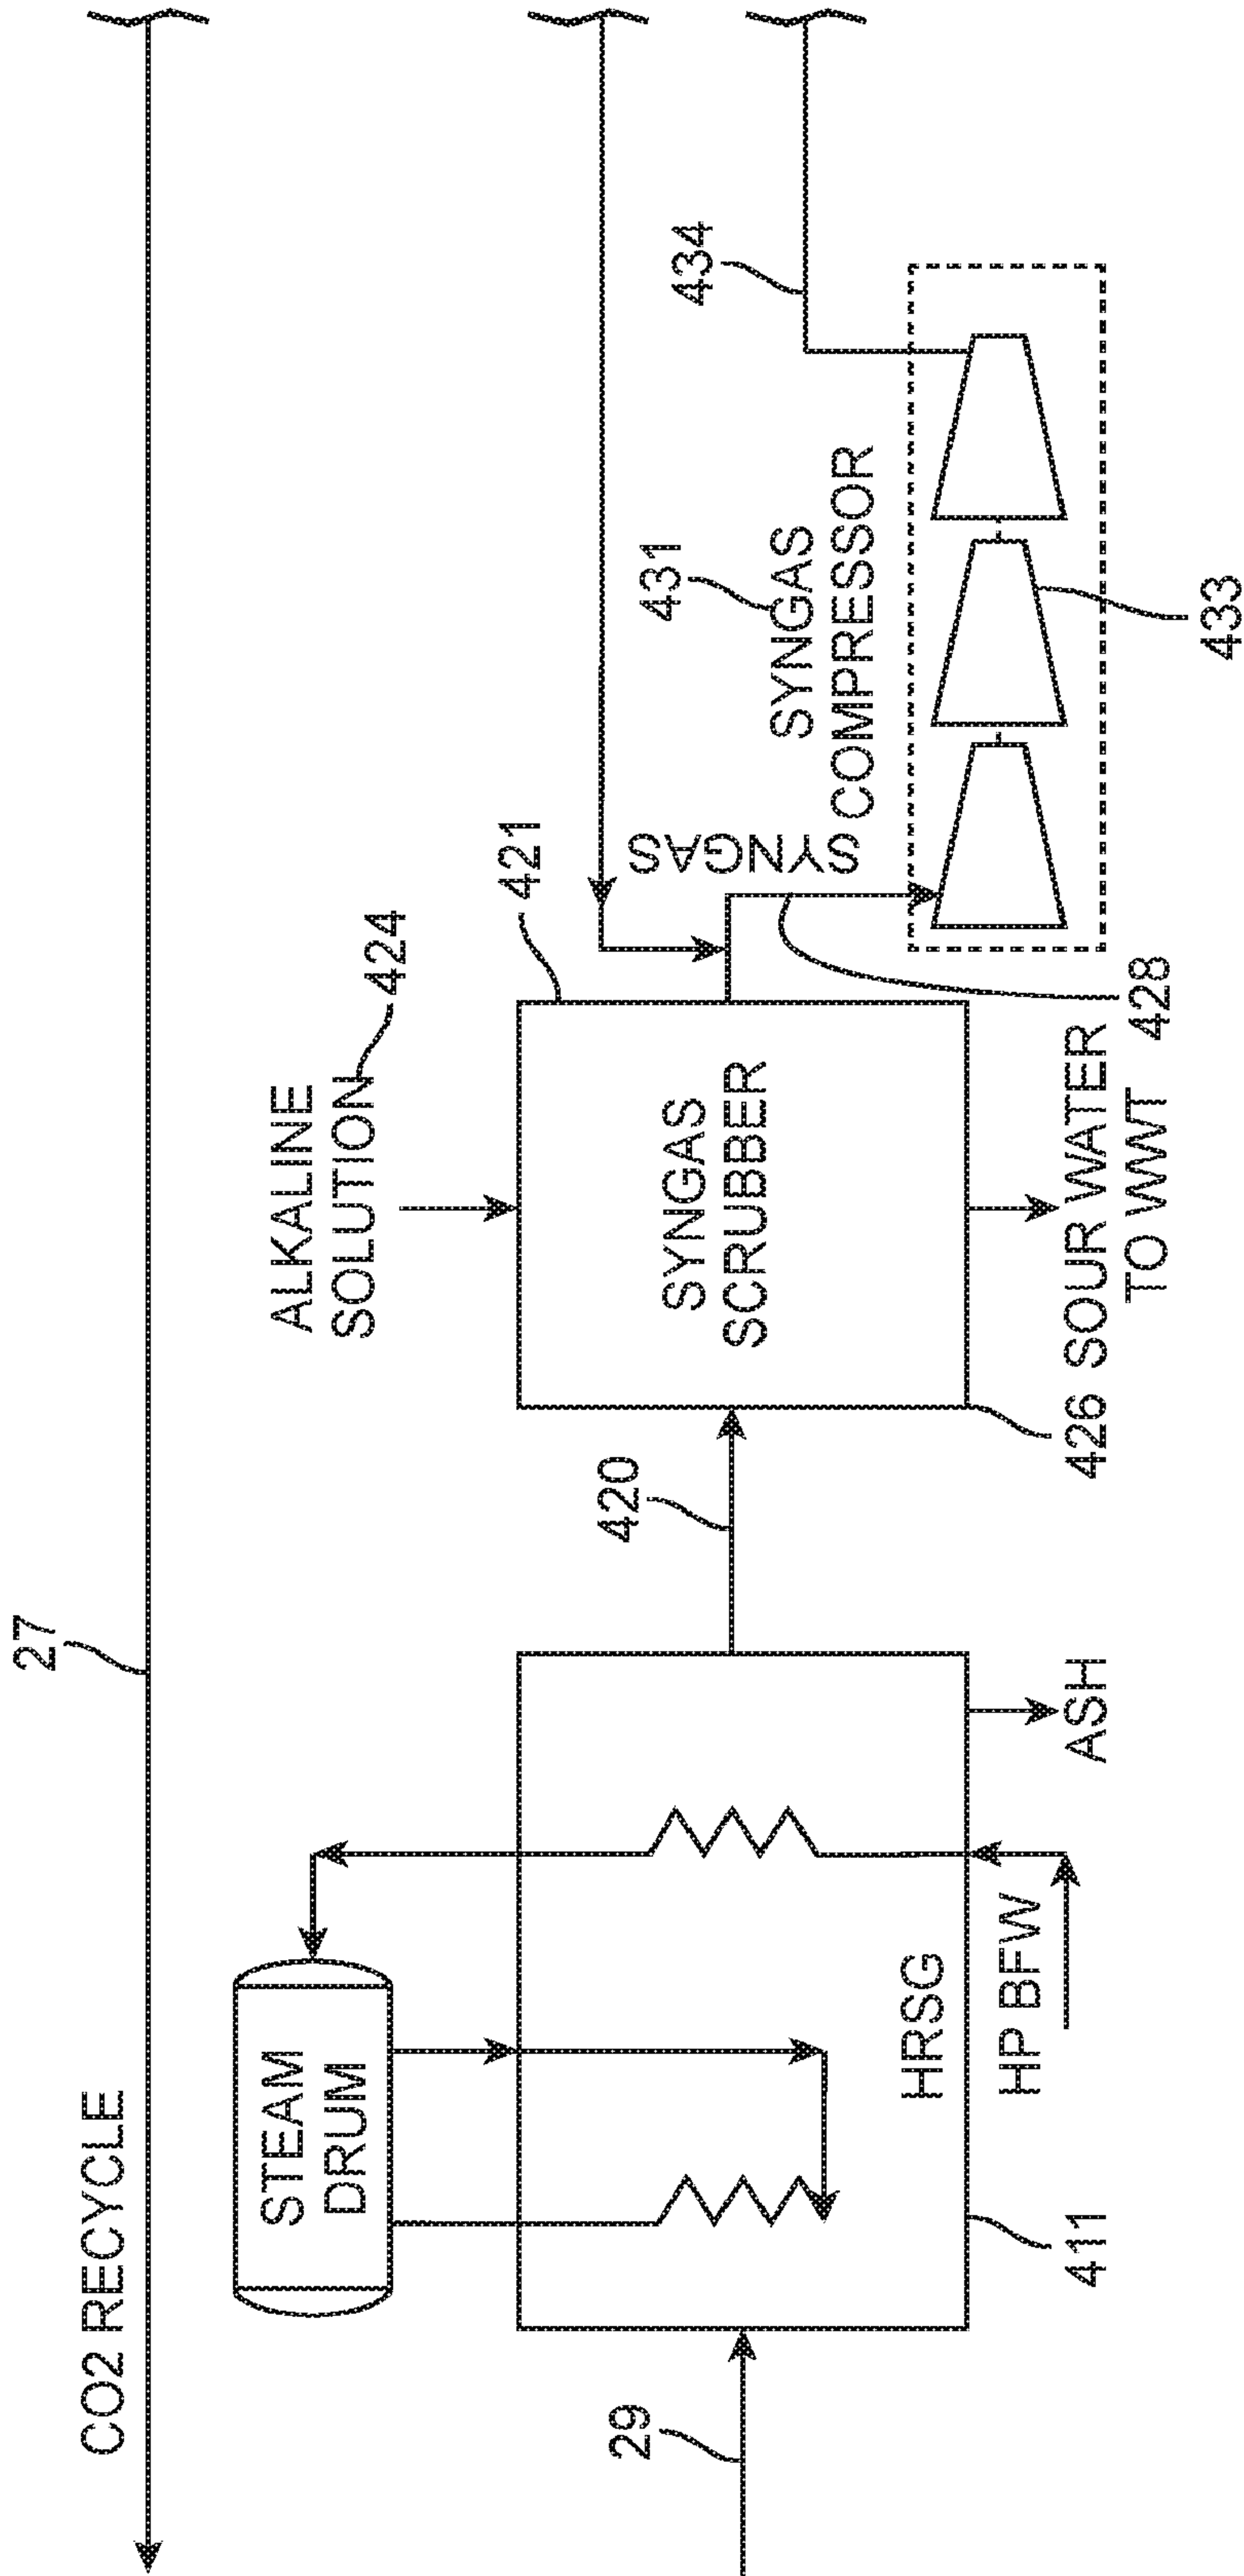 CO2 RECYCLE
27
STEAM
DRUM
ALKALINE
SOLUTION
424
29
HRSG
HP BFW
411
ASH
420
SYNGAS
SCRUBBER
421
426
SOUR WATER
TO WWT
428
SYNGAS
431
SYNGAS
COMPRESSOR
433
434